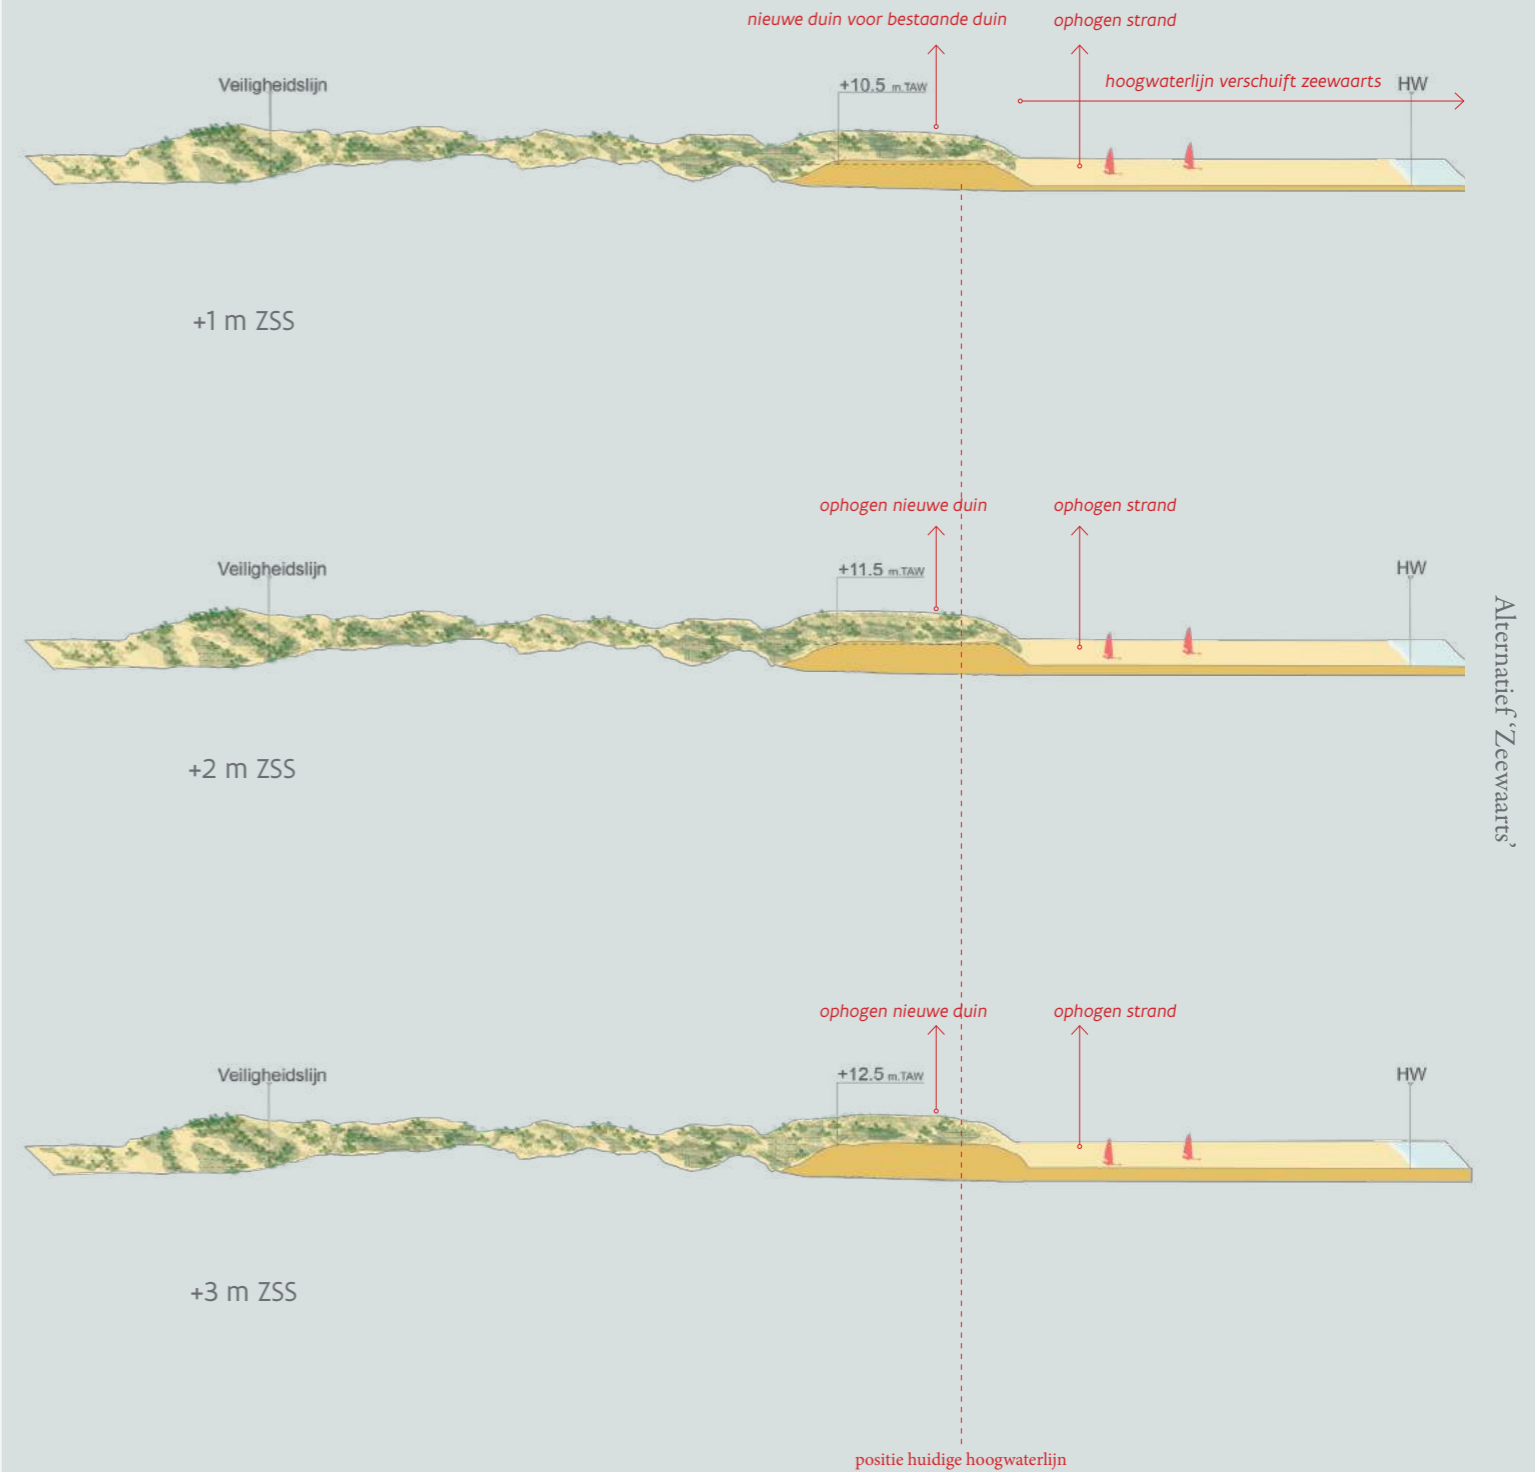 nieuwe duin voor bestaande duin
ophogen strand
hoogwaterlijn verschuift zeewaarts
Veiligheidslijn
+10.5 m.TAW
HW
+1 m ZSS
ophogen nieuwe duin
ophogen strand
Veiligheidslijn
+11.5 m.TAW
HW
Alternatief ‘Zeewaarts’
+2 m ZSS
ophogen nieuwe duin
ophogen strand
Veiligheidslijn
+12.5 m.TAW
HW
+3 m ZSS
positie huidige hoogwaterlijn